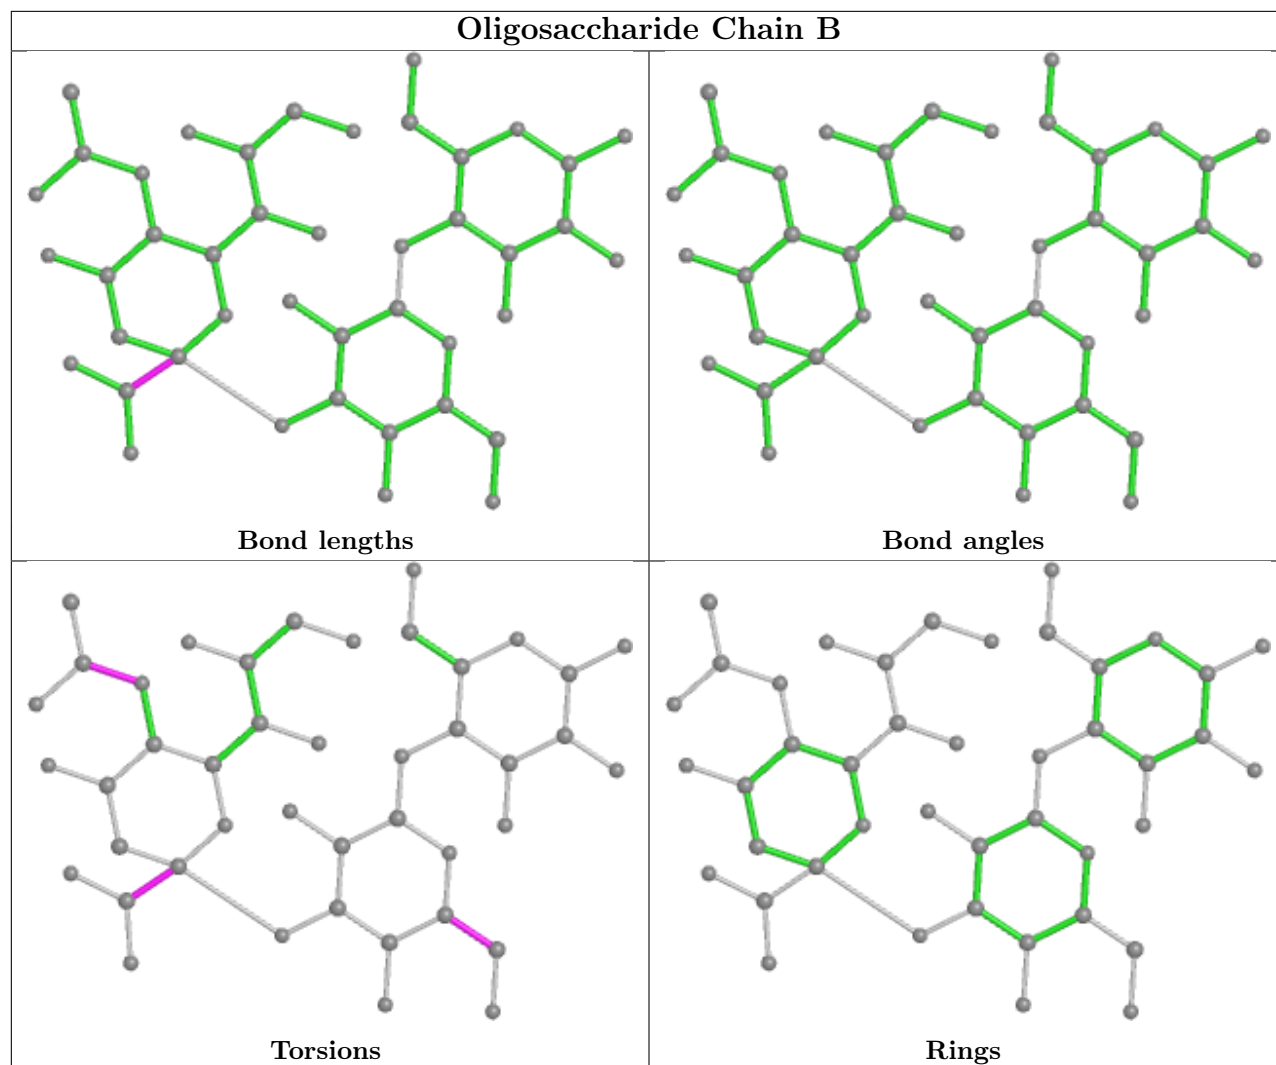 Oligosaccharide Chain B
Bond lengths
Bond angles
Torsions
Rings